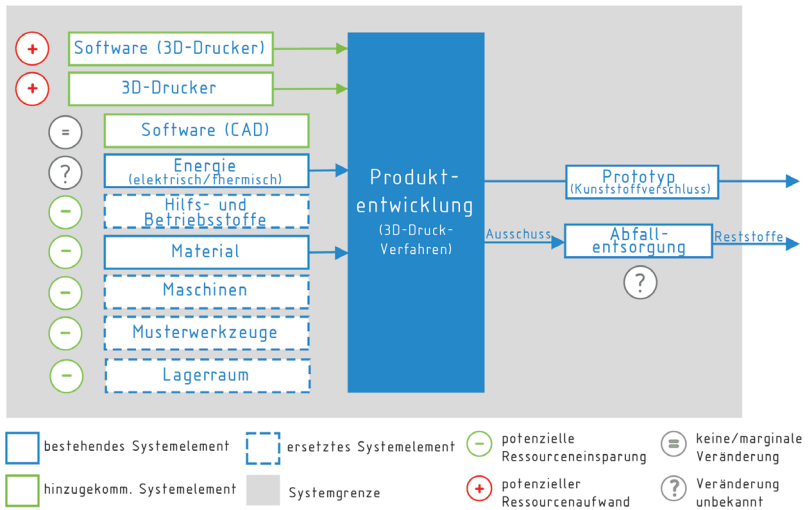 + Software (3D-Drucker)
+ 3D-Drucker
= Software (CAD)
? Energie
(elektrisch/thermisch)
- Hilfs- und
Betriebsstoffe
- Material
- Maschinen
- Musterwerkzeuge
- Lagerraum
Produkt-
entwicklung
(3D-Druck-
Verfahren)
Prototyp
(Kunststoffverschluss)
Ausschuss
Abfall-
entsorgung
Reststoffe
?
bestehendes Systemelement
hinzugekomm. Systemelement
ersetztes Systemelement
Systemgrenze
- potenzielle
Ressourceneinsparung
+ potenzieller
Ressourcenaufwand
= keine/marginale
Veränderung
? Veränderung
unbekannt